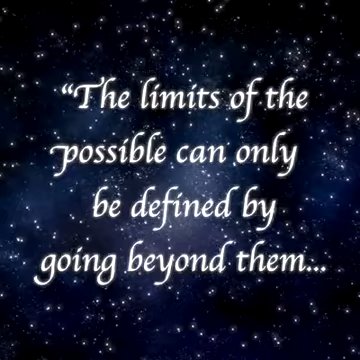 “The limits of the
possible can only
be defined by
going beyond them...